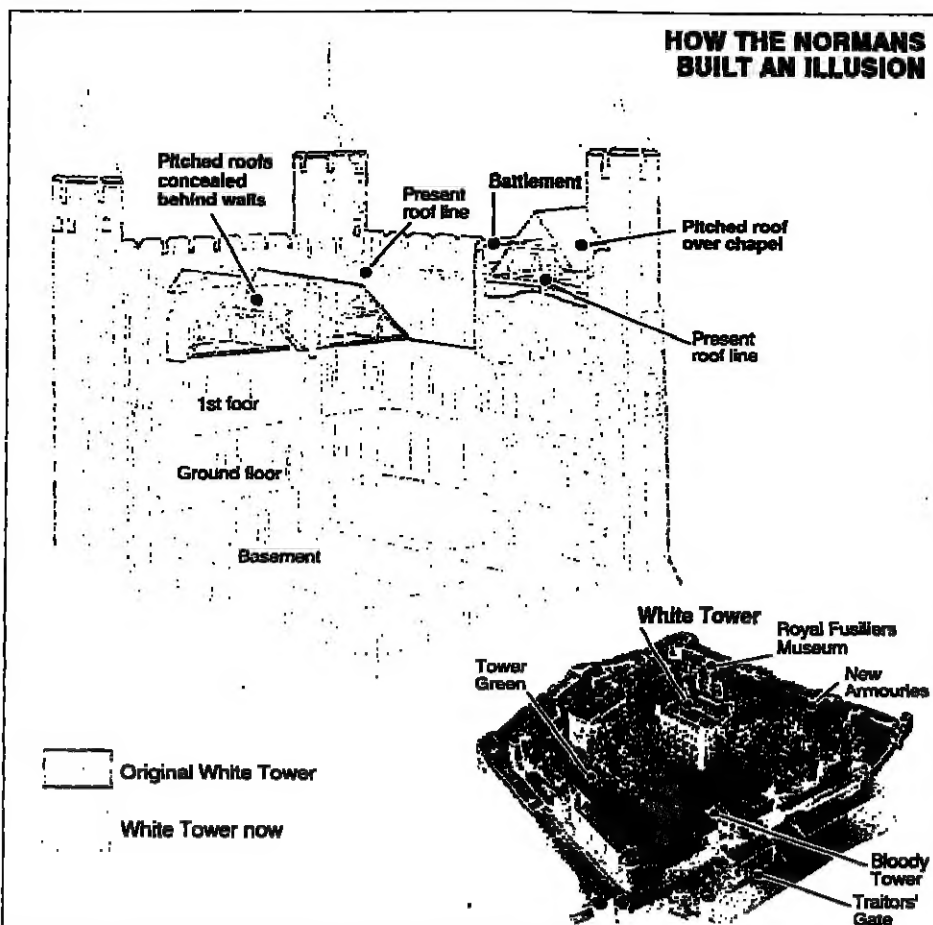 HOW THE NORMANS
BUILT AN ILLUSION
Pitched roofs
concealed
behind walls
Present
roof line
Battlement
Pitched roof
over chapel
Present
roof line
1st foor
Ground floor
Basement
White Tower
Royal Fusiliers
Museum
Tower
Green
New
Armouries
Original White Tower
White Tower now
Bloody
Tower
Traitors'
Gate